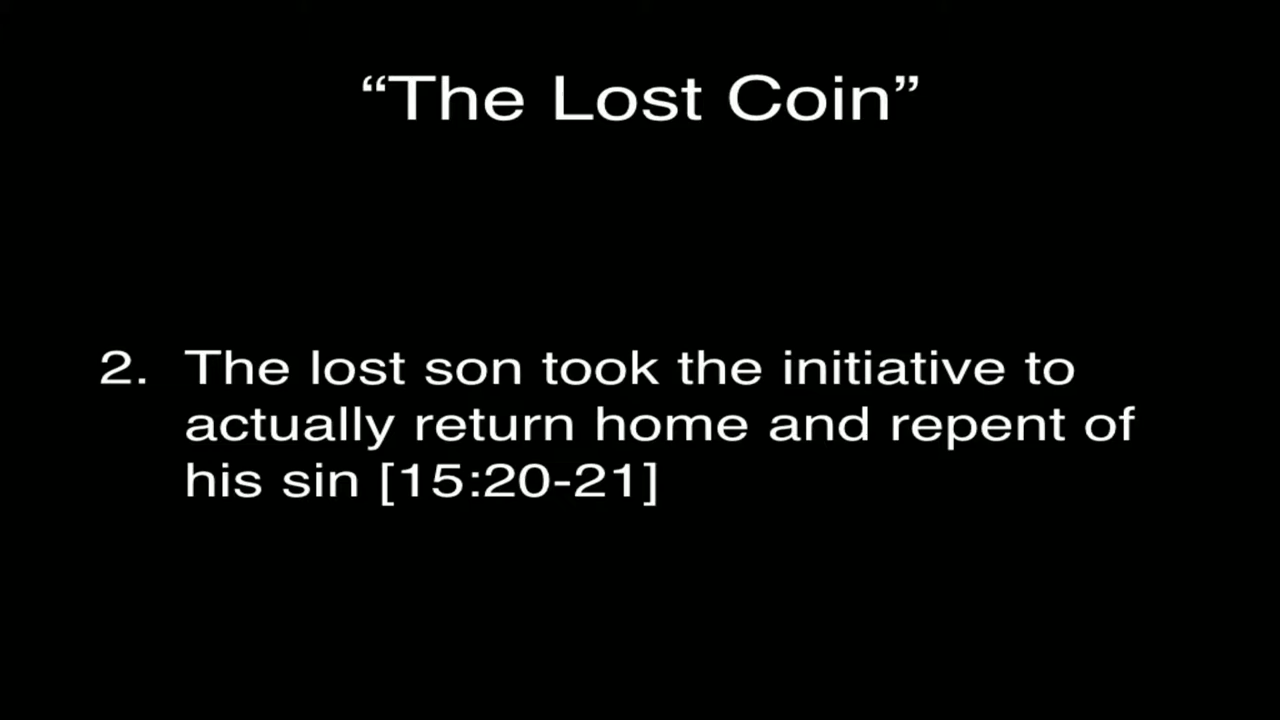 “The Lost Coin”
2. The lost son took the initiative to
actually return home and repent of
his sin [15:20-21]